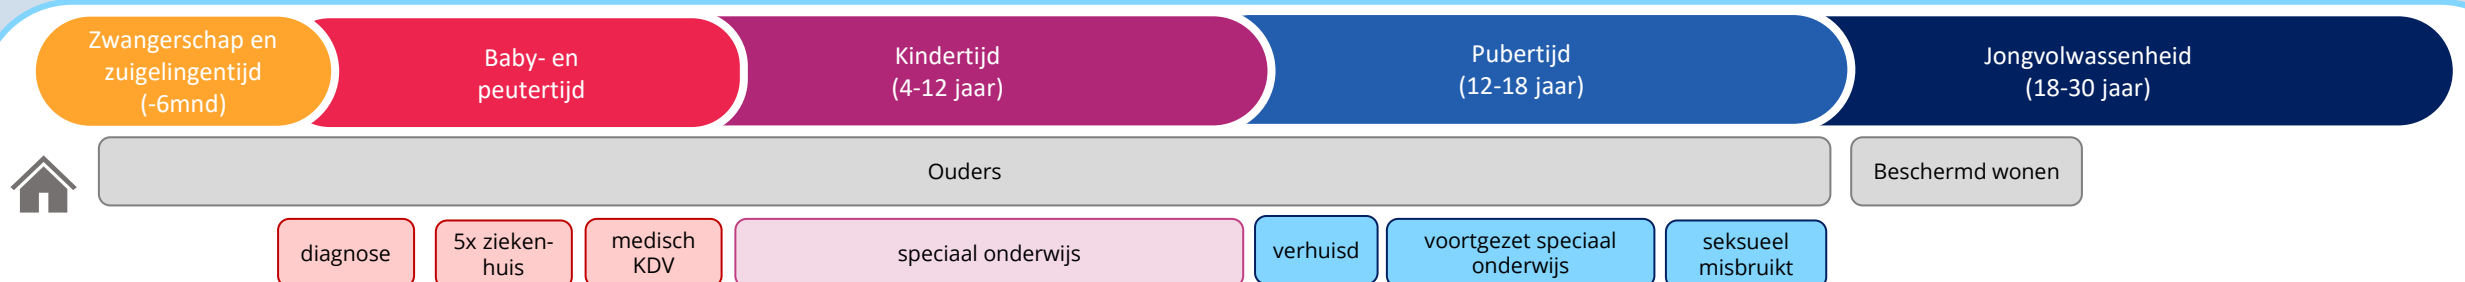 Zwangerschap en
zuigelingentijd
(-6mnd)
Baby- en
peutertijd
Kindertijd
(4-12 jaar)
Pubertijd
(12-18 jaar)
Jongvolwassenheid
(18-30 jaar)
Ouders
Beschermd wonen
diagnose
5x zieken-
huis
medisch
KDV
speciaal onderwijs
verhuisd
voortgezet speciaal
onderwijs
seksueel
misbruikt